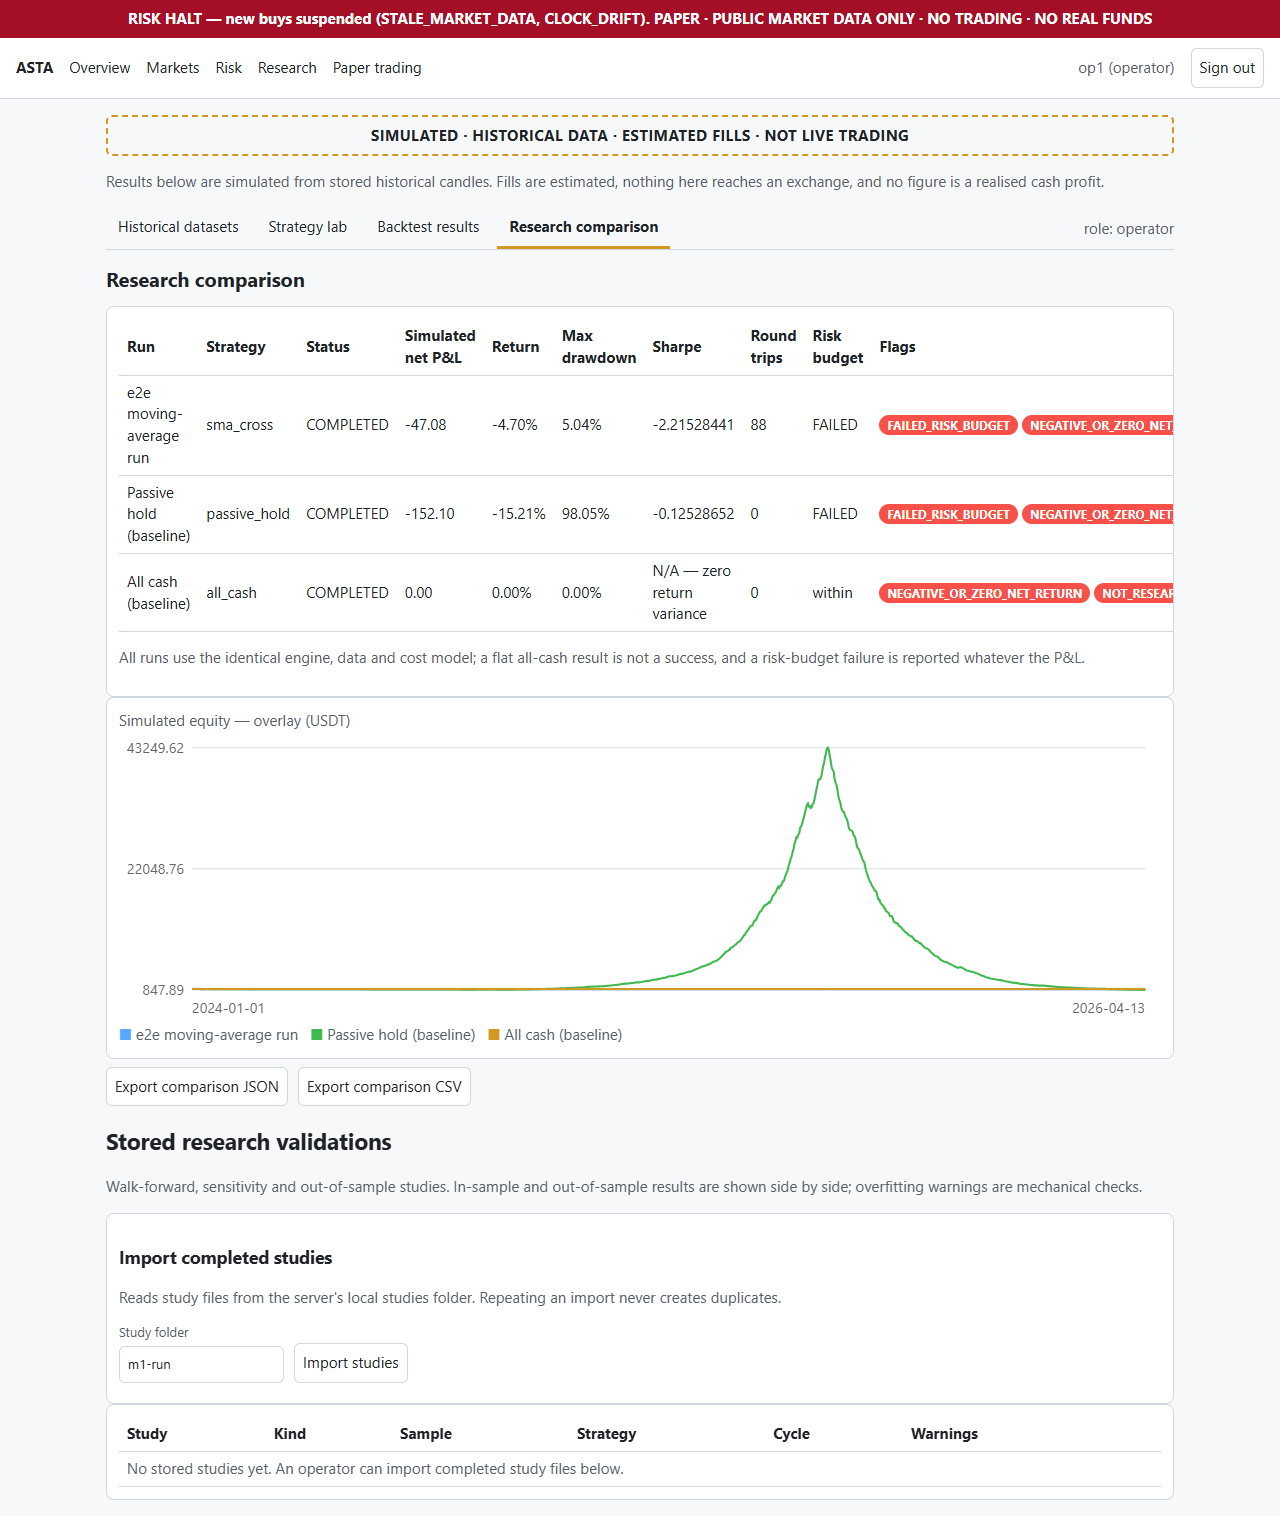 RISK HALT — new buys suspended (STALE_MARKET_DATA, CLOCK_DRIFT). PAPER · PUBLIC MARKET DATA ONLY · NO TRADING · NO REAL FUNDS
ASTA Overview Markets Risk Research Paper trading op1 (operator) Sign out
SIMULATED · HISTORICAL DATA · ESTIMATED FILLS · NOT LIVE TRADING
Results below are simulated from stored historical candles. Fills are estimated, nothing here reaches an exchange, and no figure is a realised cash profit.
Historical datasets Strategy lab Backtest results Research comparison role: operator
Research comparison
Run Strategy Status Simulated net P&L Return Max drawdown Sharpe Round trips Risk budget Flags
e2e moving-average run sma_cross COMPLETED -47.08 -4.70% 5.04% -2.21528441 88 FAILED FAILED_RISK_BUDGET NEGATIVE_OR_ZERO_NET
Passive hold (baseline) passive_hold COMPLETED -152.10 -15.21% 98.05% -0.12528652 0 FAILED FAILED_RISK_BUDGET NEGATIVE_OR_ZERO_NET
All cash (baseline) all_cash COMPLETED 0.00 0.00% 0.00% N/A — zero return variance 0 within NEGATIVE_OR_ZERO_NET_RETURN NOT_RESEAR
All runs use the identical engine, data and cost model; a flat all-cash result is not a success, and a risk-budget failure is reported whatever the P&L.
Simulated equity — overlay (USDT)
43249.62
22048.76
847.89
2024-01-01 2026-04-13
e2e moving-average run Passive hold (baseline) All cash (baseline)
Export comparison JSON Export comparison CSV
Stored research validations
Walk-forward, sensitivity and out-of-sample studies. In-sample and out-of-sample results are shown side by side; overfitting warnings are mechanical checks.
Import completed studies
Reads study files from the server's local studies folder. Repeating an import never creates duplicates.
Study folder
m1-run Import studies
Study Kind Sample Strategy Cycle Warnings
No stored studies yet. An operator can import completed study files below.